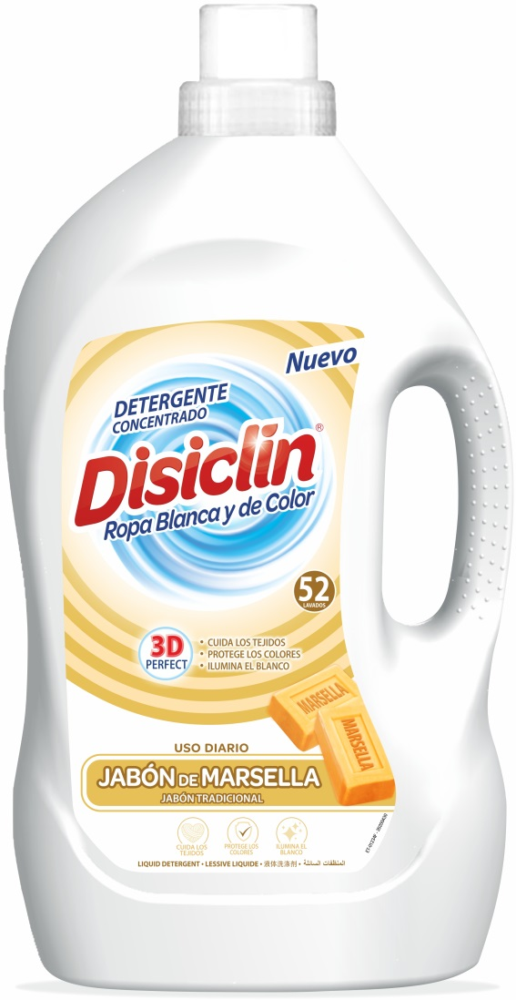 Nuevo
DETERGENTE
CONCENTRADO
Disiclin®
Ropa Blanca y de Color
52
LAVADOS
3D
PERFECT
• CUIDA LOS TEJIDOS
• PROTEGE LOS COLORES
• ILUMINA EL BLANCO
MARSELLA
MARSELLA
USO DIARIO
JABÓN DE MARSELLA
JABÓN TRADICIONAL
CUIDA LOS
TEJIDOS
PROTEGE LOS
COLORES
ILUMINA EL
BLANCO
LIQUID DETERGENT • LESSIVE LIQUIDE • 液体洗涤剂 • المنظفات السائلة